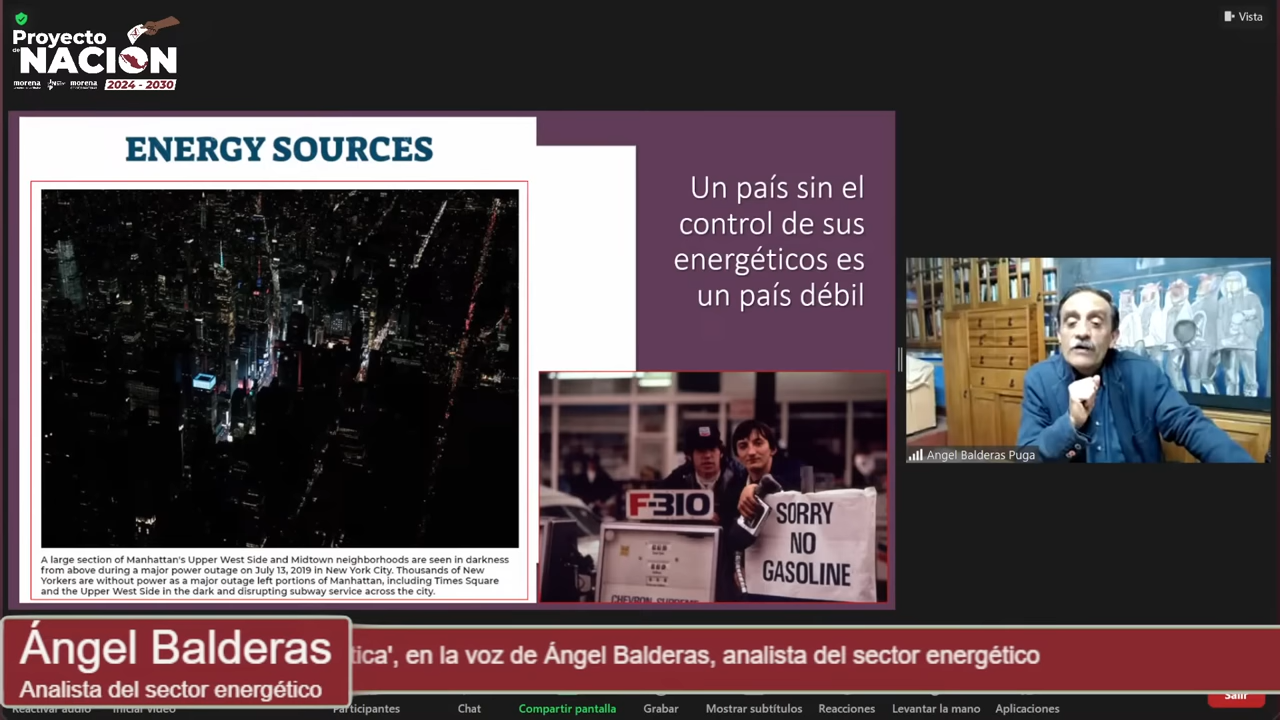 Proyecto
de NACIÓN
morena morena 2024 - 2030
Vista
ENERGY SOURCES
A large section of Manhattan's Upper West Side and Midtown neighborhoods are seen in darkness
from above during a major power outage on July 13, 2019 in New York City. Thousands of New
Yorkers are without power as a major outage left portions of Manhattan, including Times Square
and the Upper West Side in the dark and disrupting subway service across the city.
Un país sin el
control de sus
energéticos es
un país débil
F-310
SORRY
NO
GASOLINE
CHEVRON SUPREME
Angel Balderas Puga
Ángel Balderas
Analista del sector energético
tica', en la voz de Ángel Balderas, analista del sector energético
Reactivar audio Iniciar video Participantes Chat Compartir pantalla Grabar Mostrar subtítulos Reacciones Levantar la mano Aplicaciones Salir